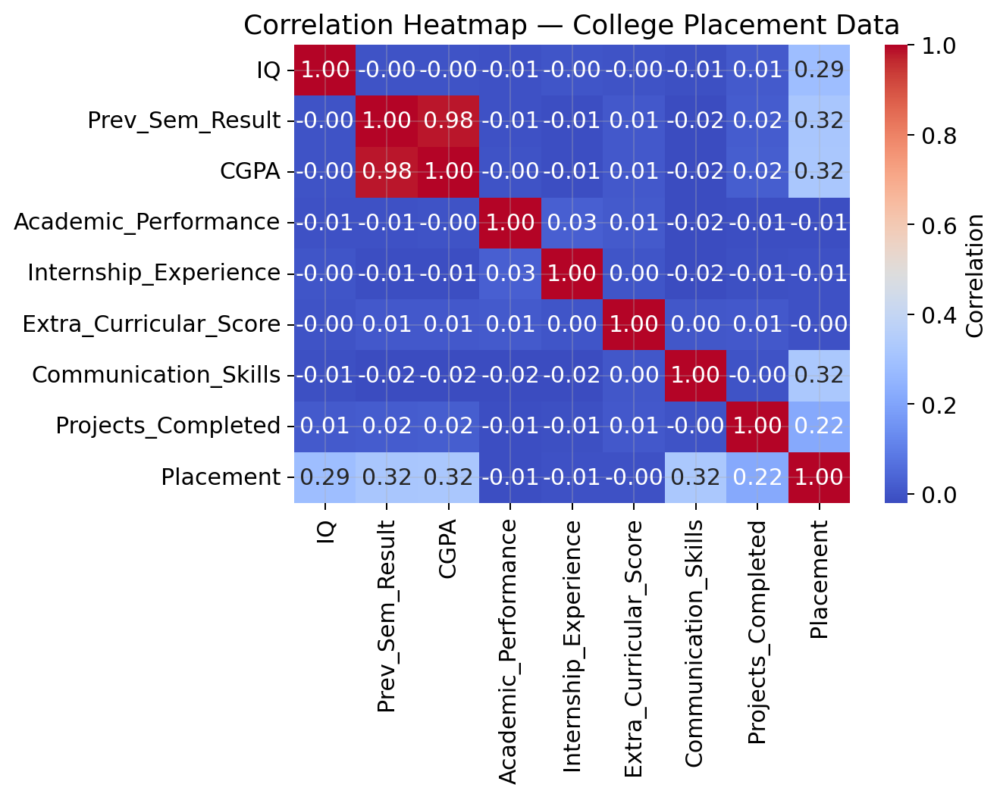 Correlation Heatmap — College Placement Data
IQ 1.00 -0.00 -0.00 -0.01 -0.00 -0.00 -0.01 0.01 0.29
Prev_Sem_Result -0.00 1.00 0.98 -0.01 -0.01 0.01 -0.02 0.02 0.32
CGPA -0.00 0.98 1.00 -0.00 -0.01 0.01 -0.02 0.02 0.32
Academic_Performance -0.01 -0.01 -0.00 1.00 0.03 0.01 -0.02 -0.01 -0.01
Internship_Experience -0.00 -0.01 -0.01 0.03 1.00 0.00 -0.02 -0.01 -0.01
Extra_Curricular_Score -0.00 0.01 0.01 0.01 0.00 1.00 0.00 0.01 -0.00
Communication_Skills -0.01 -0.02 -0.02 -0.02 -0.02 0.00 1.00 -0.00 0.32
Projects_Completed 0.01 0.02 0.02 -0.01 -0.01 0.01 -0.00 1.00 0.22
Placement 0.29 0.32 0.32 -0.01 -0.01 -0.00 0.32 0.22 1.00
IQ
Prev_Sem_Result
CGPA
Academic_Performance
Internship_Experience
Extra_Curricular_Score
Communication_Skills
Projects_Completed
Placement
1.0
0.8
0.6
0.4
0.2
0.0
Correlation